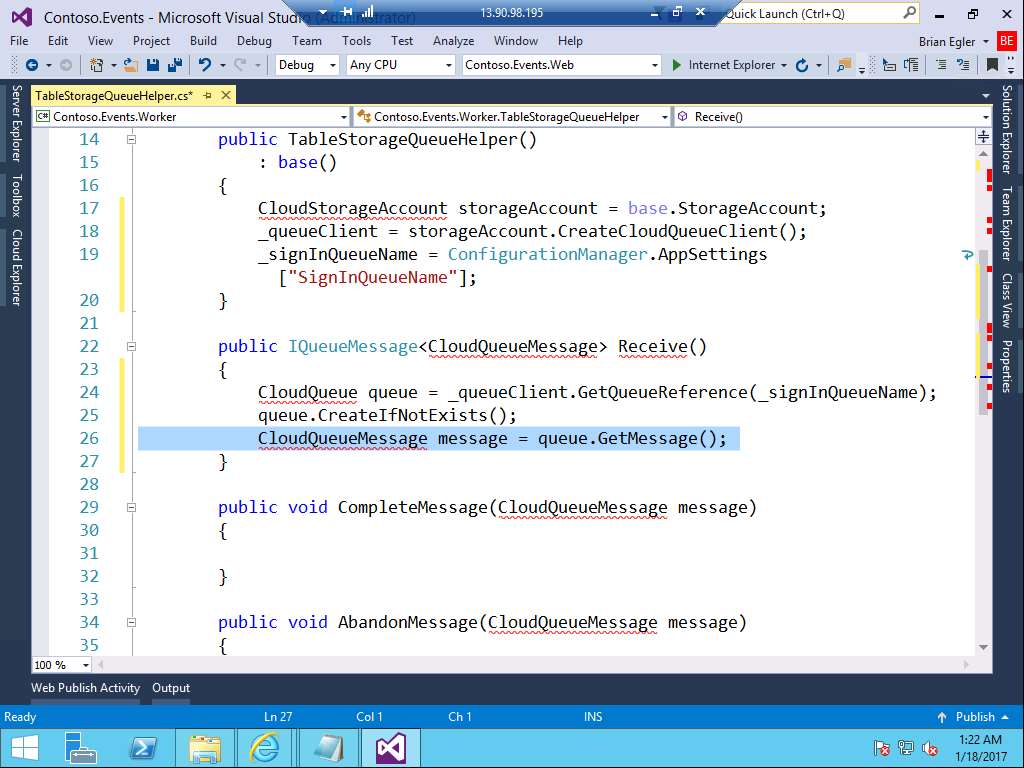 Contoso.Events - Microsoft Visual Studio (Administrator)
13.90.98.195
Quick Launch (Ctrl+Q)
File Edit View Project Build Debug Team Tools Test Analyze Window Help
Brian Egler
BE
Debug Any CPU Contoso.Events.Web Internet Explorer
TableStorageQueueHelper.cs*
Contoso.Events.Worker Contoso.Events.Worker.TableStorageQueueHelper Receive()
Server Explorer
Toolbox
Cloud Explorer
14 public TableStorageQueueHelper()
15 : base()
16 {
17 CloudStorageAccount storageAccount = base.StorageAccount;
18 _queueClient = storageAccount.CreateCloudQueueClient();
19 _signInQueueName = ConfigurationManager.AppSettings
["SignInQueueName"];
20 }
21
22 public IQueueMessage<CloudQueueMessage> Receive()
23 {
24 CloudQueue queue = _queueClient.GetQueueReference(_signInQueueName);
25 queue.CreateIfNotExists();
26 CloudQueueMessage message = queue.GetMessage();
27 }
28
29 public void CompleteMessage(CloudQueueMessage message)
30 {
31
32 }
33
34 public void AbandonMessage(CloudQueueMessage message)
35 {
Solution Explorer
Team Explorer
Class View
Properties
100 %
Web Publish Activity Output
Ready Ln 27 Col 1 Ch 1 INS Publish
1:22 AM
1/18/2017